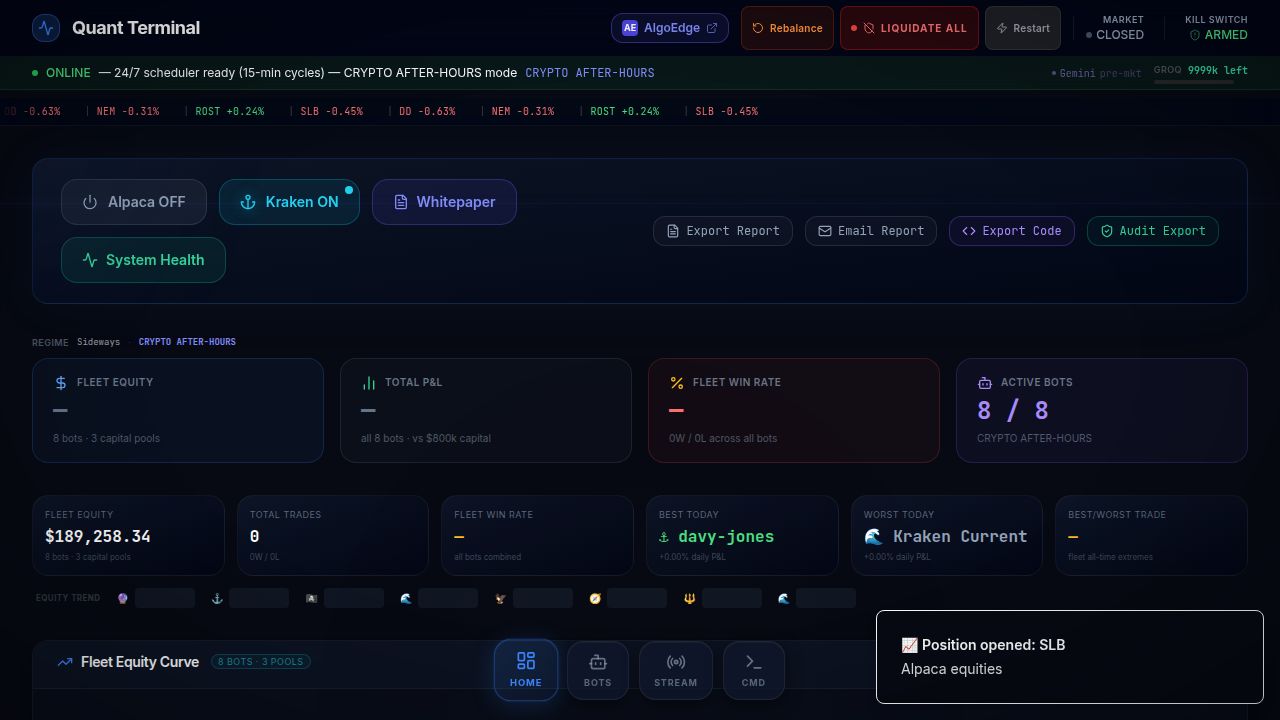 Quant Terminal
AE AlgoEdge
Rebalance
LIQUIDATE ALL
Restart
MARKET
CLOSED
KILL SWITCH
ARMED
ONLINE — 24/7 scheduler ready (15-min cycles) — CRYPTO AFTER-HOURS mode CRYPTO AFTER-HOURS
Gemini pre-mkt
GROQ 9999k left
DD -0.63% | NEM -0.31% | ROST +0.24% | SLB -0.45% | DD -0.63% | NEM -0.31% | ROST +0.24% | SLB -0.45%
Alpaca OFF
Kraken ON
Whitepaper
System Health
Export Report
Email Report
Export Code
Audit Export
REGIME Sideways · CRYPTO AFTER-HOURS
FLEET EQUITY
—
8 bots · 3 capital pools
TOTAL P&L
—
all 8 bots · vs $800k capital
FLEET WIN RATE
—
0W / 0L across all bots
ACTIVE BOTS
8 / 8
CRYPTO AFTER-HOURS
FLEET EQUITY
$189,258.34
8 bots · 3 capital pools
TOTAL TRADES
0
0W / 0L
FLEET WIN RATE
—
all bots combined
BEST TODAY
⚓ davy-jones
+0.00% daily P&L
WORST TODAY
🌊 Kraken Current
+0.00% daily P&L
BEST/WORST TRADE
—
fleet all-time extremes
EQUITY TREND
Fleet Equity Curve
8 BOTS · 3 POOLS
HOME
BOTS
STREAM
CMD
📈 Position opened: SLB
Alpaca equities